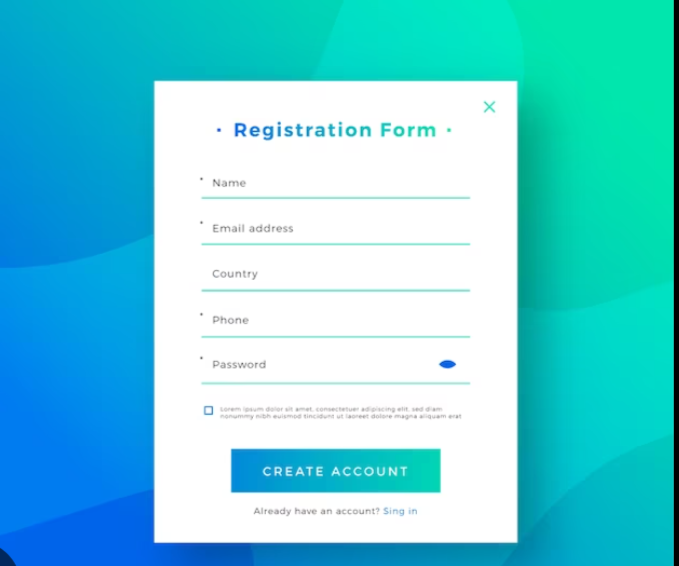 · Registration Form ·
· Name
· Email address
Country
· Phone
· Password
Lorem ipsum dolor sit amet, consectetuer adipiscing elit, sed diam
nonummy nibh euismod tincidunt ut laoreet dolore magna aliquam erat
CREATE ACCOUNT
Already have an account? Sing in